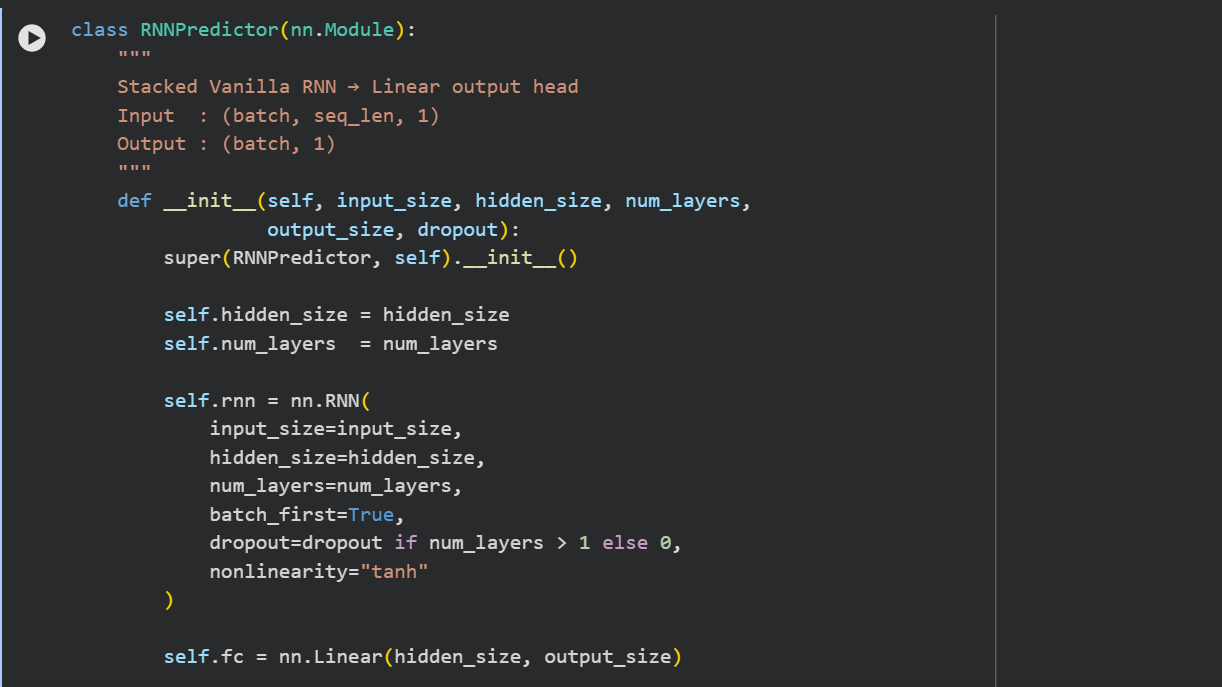 class RNNPredictor(nn.Module):
    """
    Stacked Vanilla RNN → Linear output head
    Input  : (batch, seq_len, 1)
    Output : (batch, 1)
    """
    def __init__(self, input_size, hidden_size, num_layers,
                 output_size, dropout):
        super(RNNPredictor, self).__init__()

        self.hidden_size = hidden_size
        self.num_layers  = num_layers

        self.rnn = nn.RNN(
            input_size=input_size,
            hidden_size=hidden_size,
            num_layers=num_layers,
            batch_first=True,
            dropout=dropout if num_layers > 1 else 0,
            nonlinearity="tanh"
        )

        self.fc = nn.Linear(hidden_size, output_size)